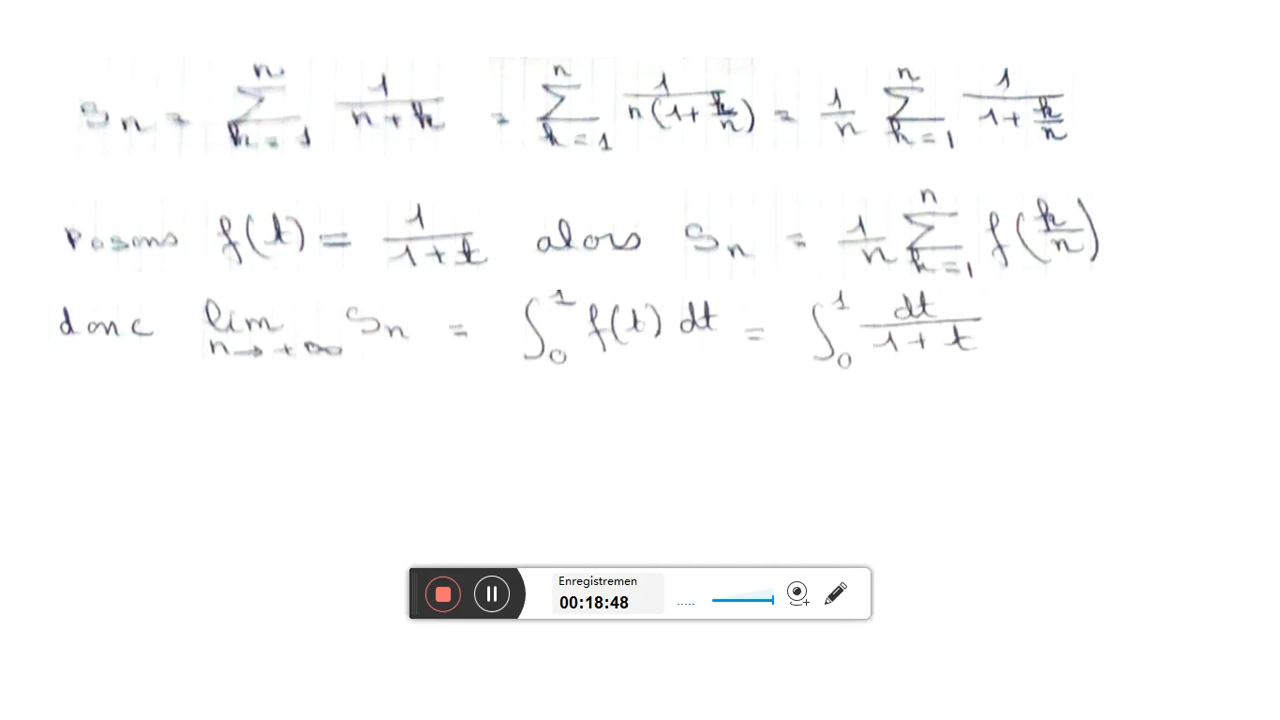 Sn = ∑_{k=1}^{n} 1/(n+k) = ∑_{k=1}^{n} 1/(n(1+k/n)) = 1/n ∑_{k=1}^{n} 1/(1+k/n)
Posons f(t) = 1/(1+t) alors Sn = 1/n ∑_{k=1}^{n} f(k/n)
donc lim_{n→+∞} Sn = ∫_0^1 f(t) dt = ∫_0^1 dt/(1+t)
Enregistremen
00:18:48